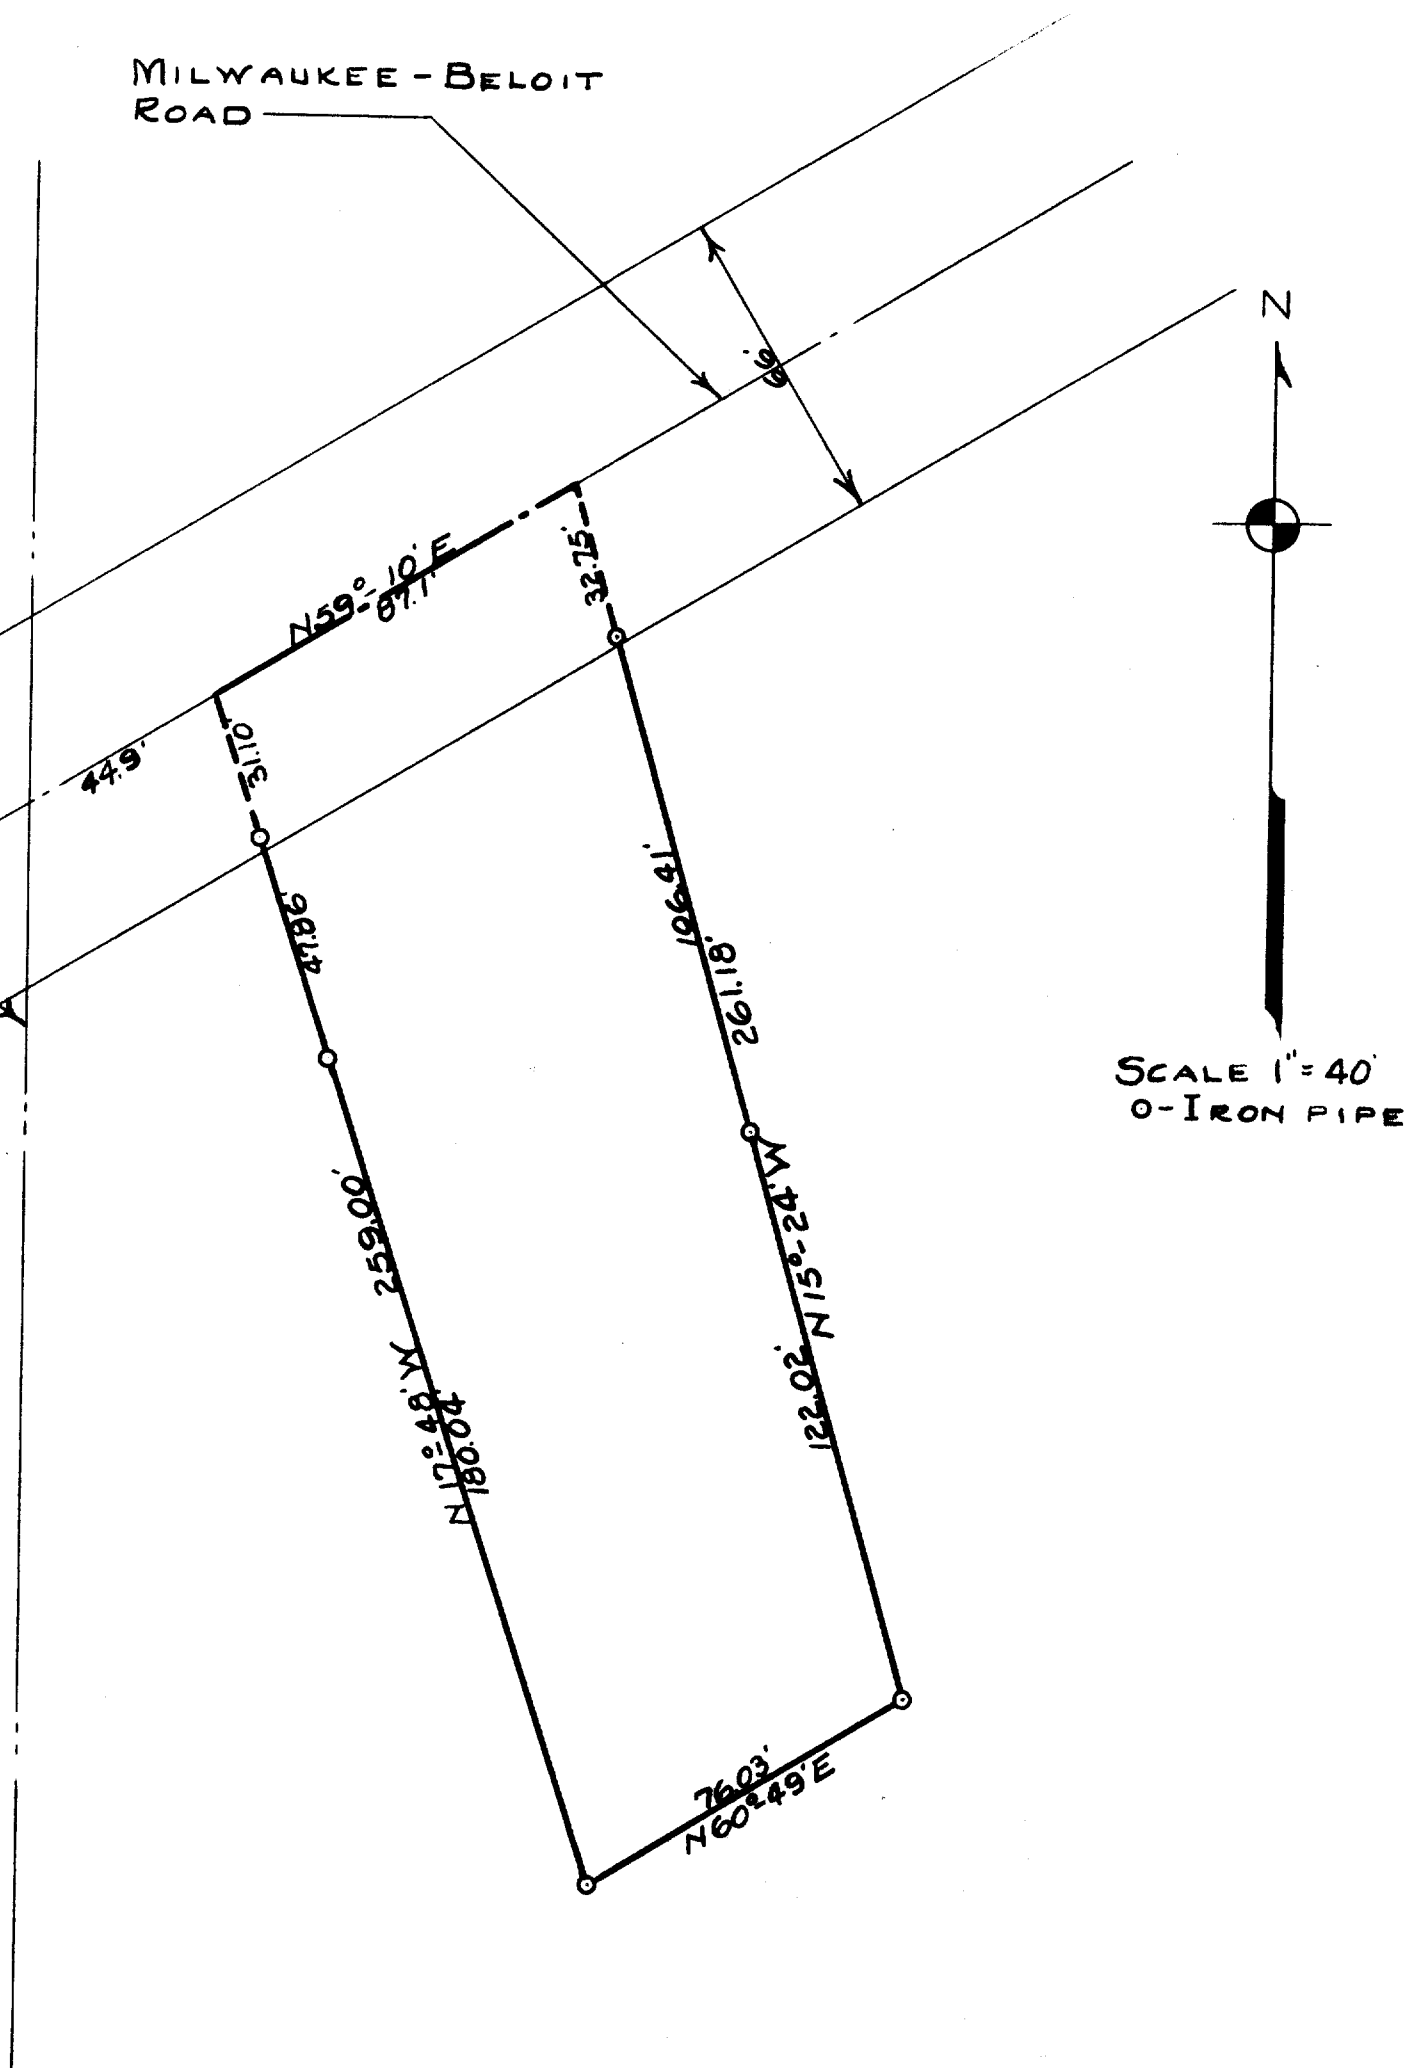 MILWAUKEE-BELOIT
ROAD
N
66'
N59°-10'E
87.1'
32.75'
44.9'
31.10'
47.86'
106.41'
261.18'
SCALE 1"=40'
O-IRON PIPE
259.00'
N15°-24'W
122.02'
N17°-48'W
180.04'
76.03'
N60°49'E